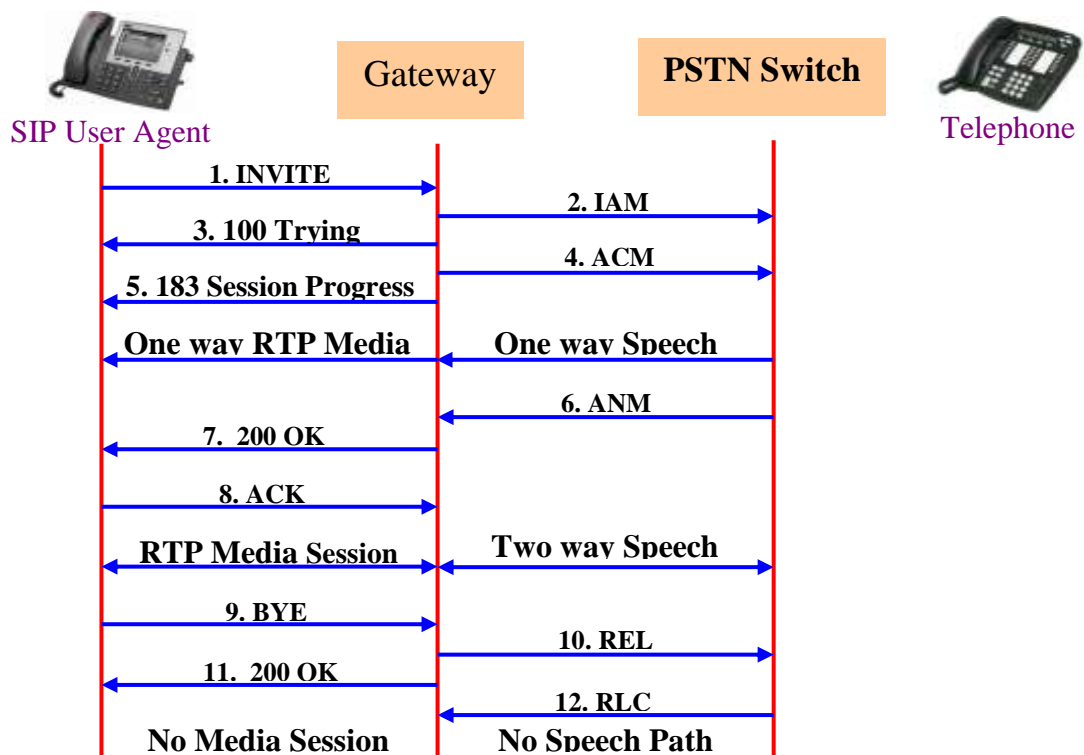 Gateway
PSTN Switch
SIP User Agent
Telephone
1. INVITE
2. IAM
3. 100 Trying
4. ACM
5. 183 Session Progress
One way RTP Media
One way Speech
6. ANM
7. 200 OK
8. ACK
RTP Media Session
Two way Speech
9. BYE
10. REL
11. 200 OK
12. RLC
No Media Session
No Speech Path